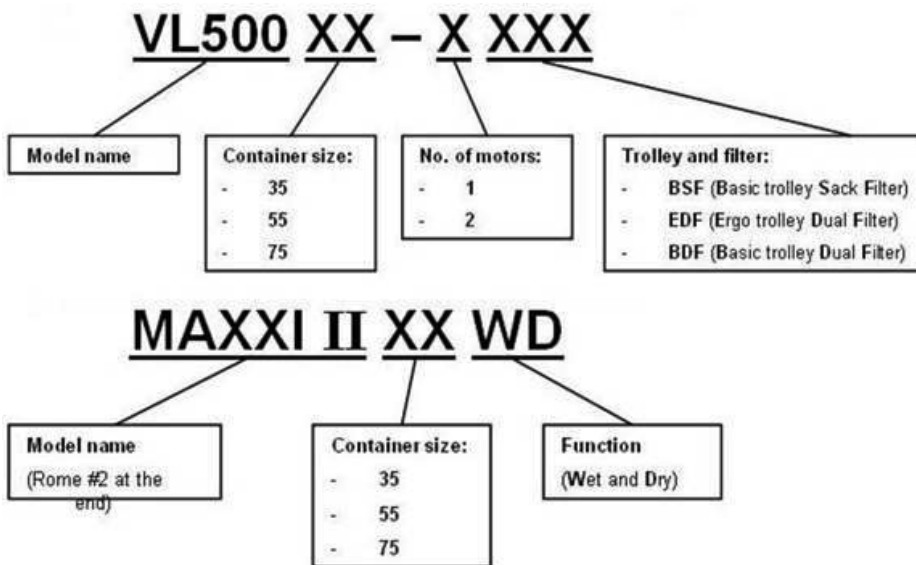 VL500 XX – X XXX
Model name
Container size:
- 35
- 55
- 75
No. of motors:
- 1
- 2
Trolley and filter:
- BSF (Basic trolley Sack Filter)
- EDF (Ergo trolley Dual Filter)
- BDF (Basic trolley Dual Filter)
MAXXI II XX WD
Model name
(Rome #2 at the
end)
Container size:
- 35
- 55
- 75
Function
(Wet and Dry)